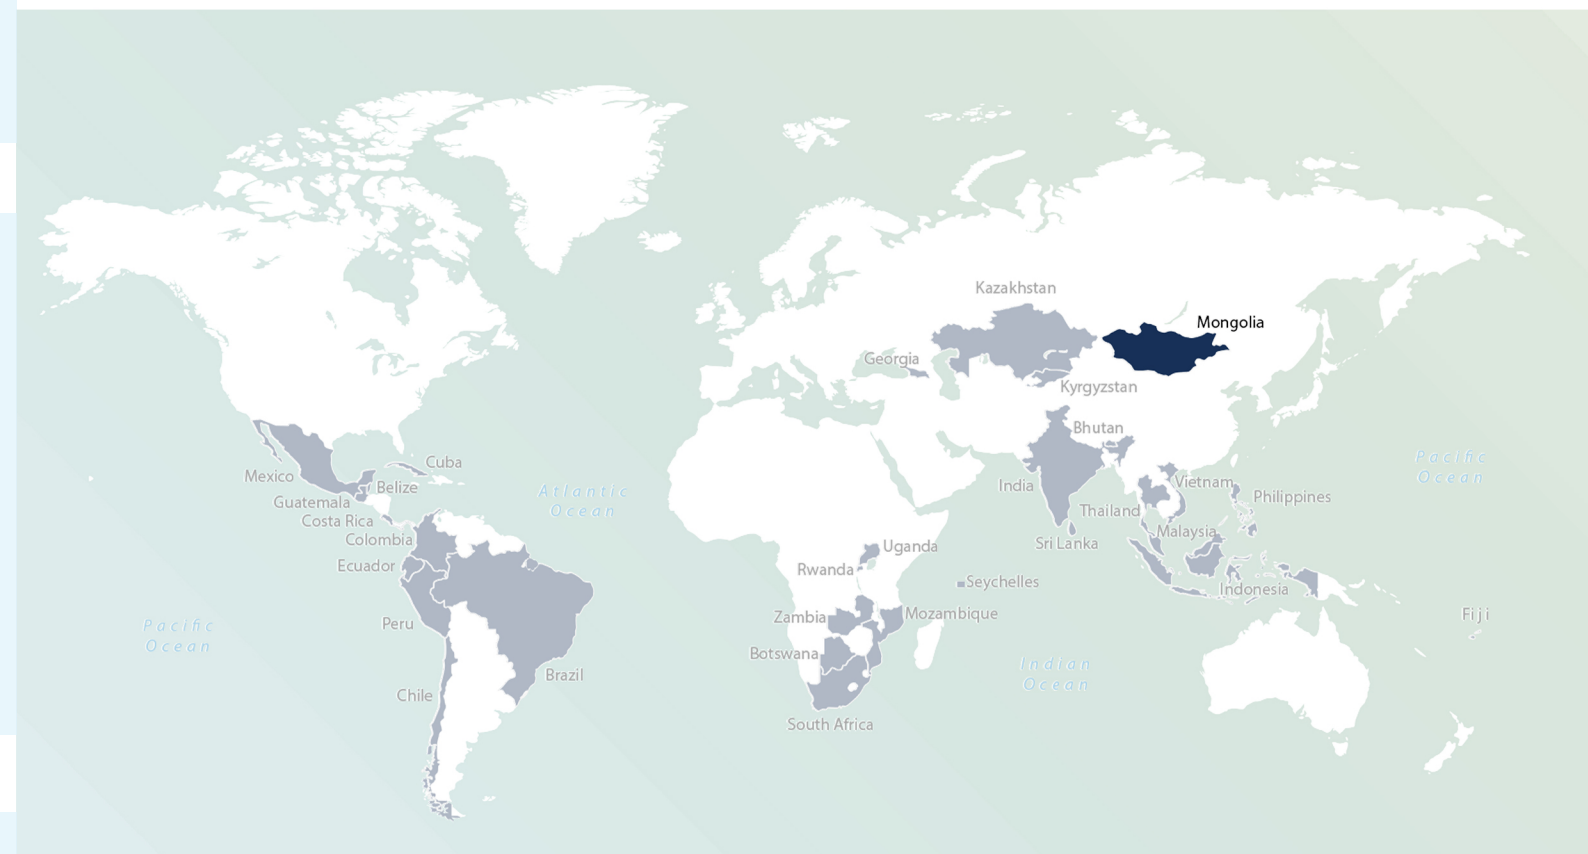 Kazakhstan
Mongolia
Georgia
Kyrgyzstan
Bhutan
Cuba
Mexico
Belize
Guatemala
Costa Rica
Colombia
Ecuador
Peru
Brazil
Chile
Atlantic
Ocean
Pacific
Ocean
India
Vietnam
Philippines
Thailand
Malaysia
Sri Lanka
Indonesia
Uganda
Rwanda
Seychelles
Zambia
Mozambique
Botswana
South Africa
Indian
Ocean
Pacific
Ocean
Fiji